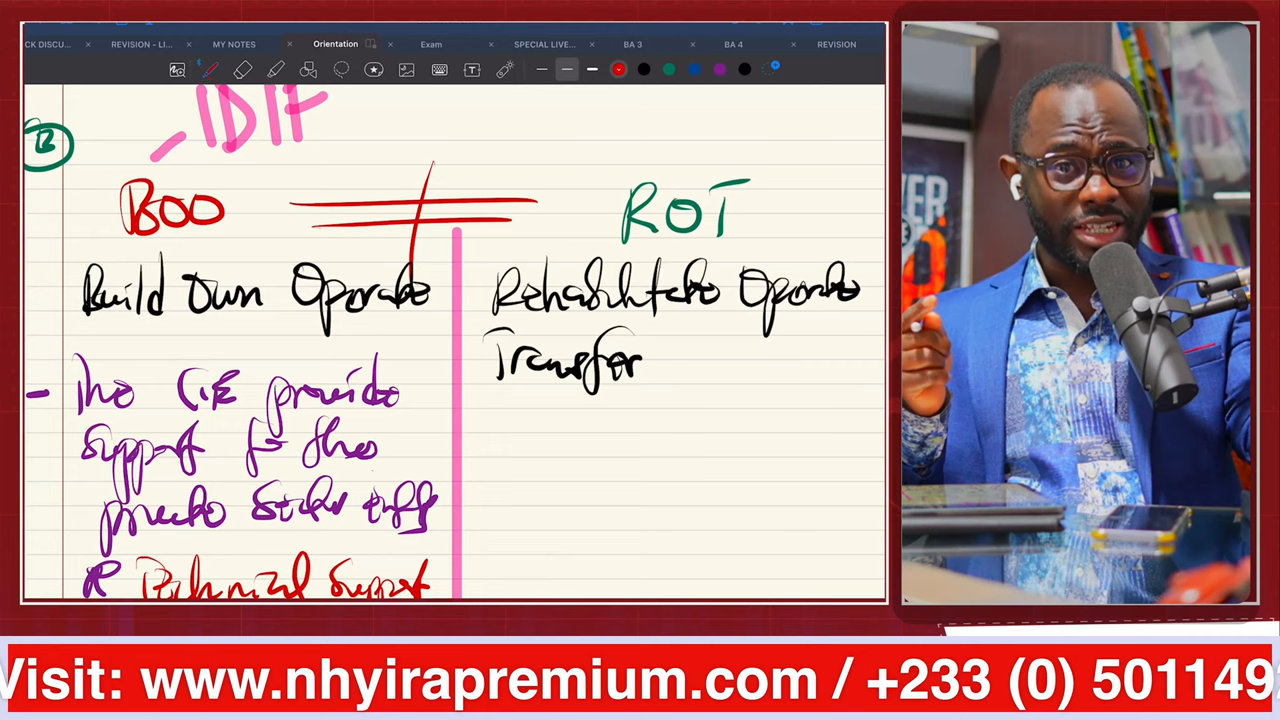 CK DISCU... REVISION - LI... MY NOTES Orientation Exam SPECIAL LIVE... BA 3 BA 4 REVISION
T
- IDIF
B
BOO
ROT
Build Own Operate
Rehabilitate Operate
Transfer
- The C.E provide
support for the
private sector
* Technical Support
Visit: www.nhyirapremium.com / +233 (0) 501149